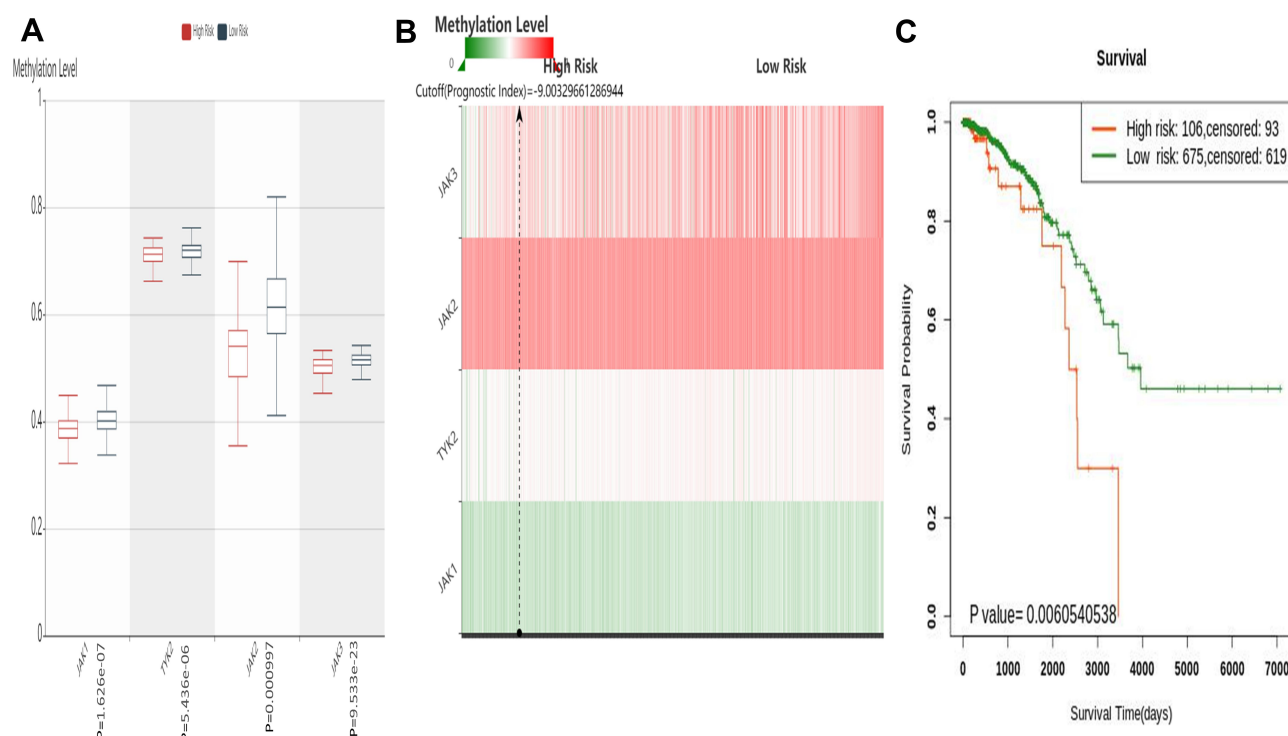 A
High Risk Low Risk
Methylation Level
1
0.8
0.6
0.4
0.2
0
JAK1
P=1.626e-07
TYK2
P=5.436e-06
JAK2
P=0.000997
JAK3
P=9.533e-23
B
Methylation Level
0
High Risk
Low Risk
Cutoff(Prognostic Index)=-9.00329661286944
JAK3
JAK2
TYK2
JAK1
C
Survival
High risk: 106,censored: 93
Low risk: 675,censored: 619
Survival Probability
1.0
0.8
0.6
0.4
0.2
0.0
P value= 0.0060540538
0 1000 2000 3000 4000 5000 6000 7000
Survival Time(days)